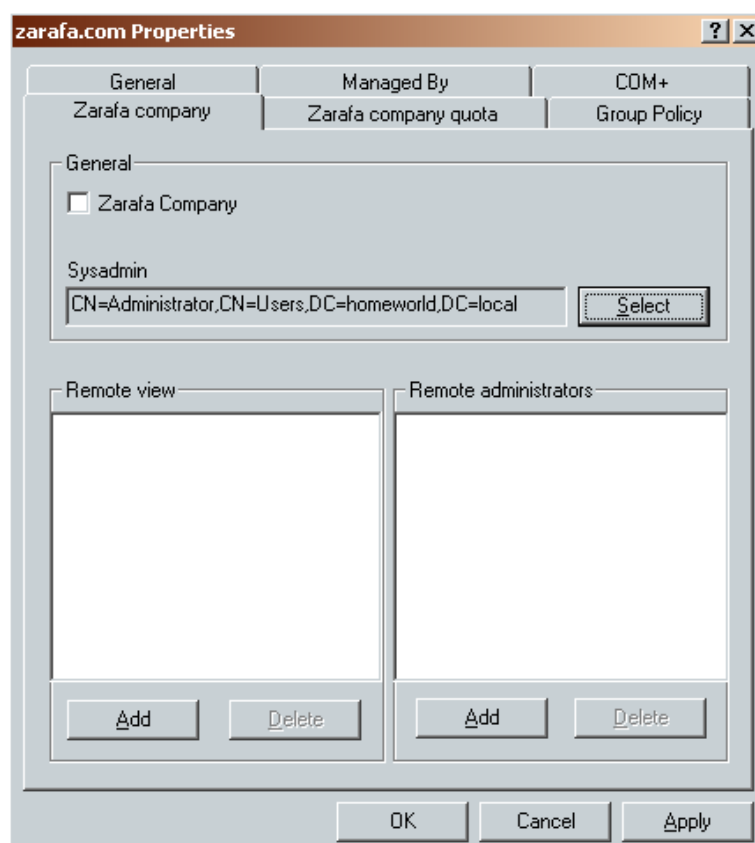 zarafa.com Properties
General Managed By COM+
Zarafa company Zarafa company quota Group Policy
General
Zarafa Company
Sysadmin
CN=Administrator,CN=Users,DC=homeworld,DC=local Select
Remote view Remote administrators
Add Delete Add Delete
OK Cancel Apply